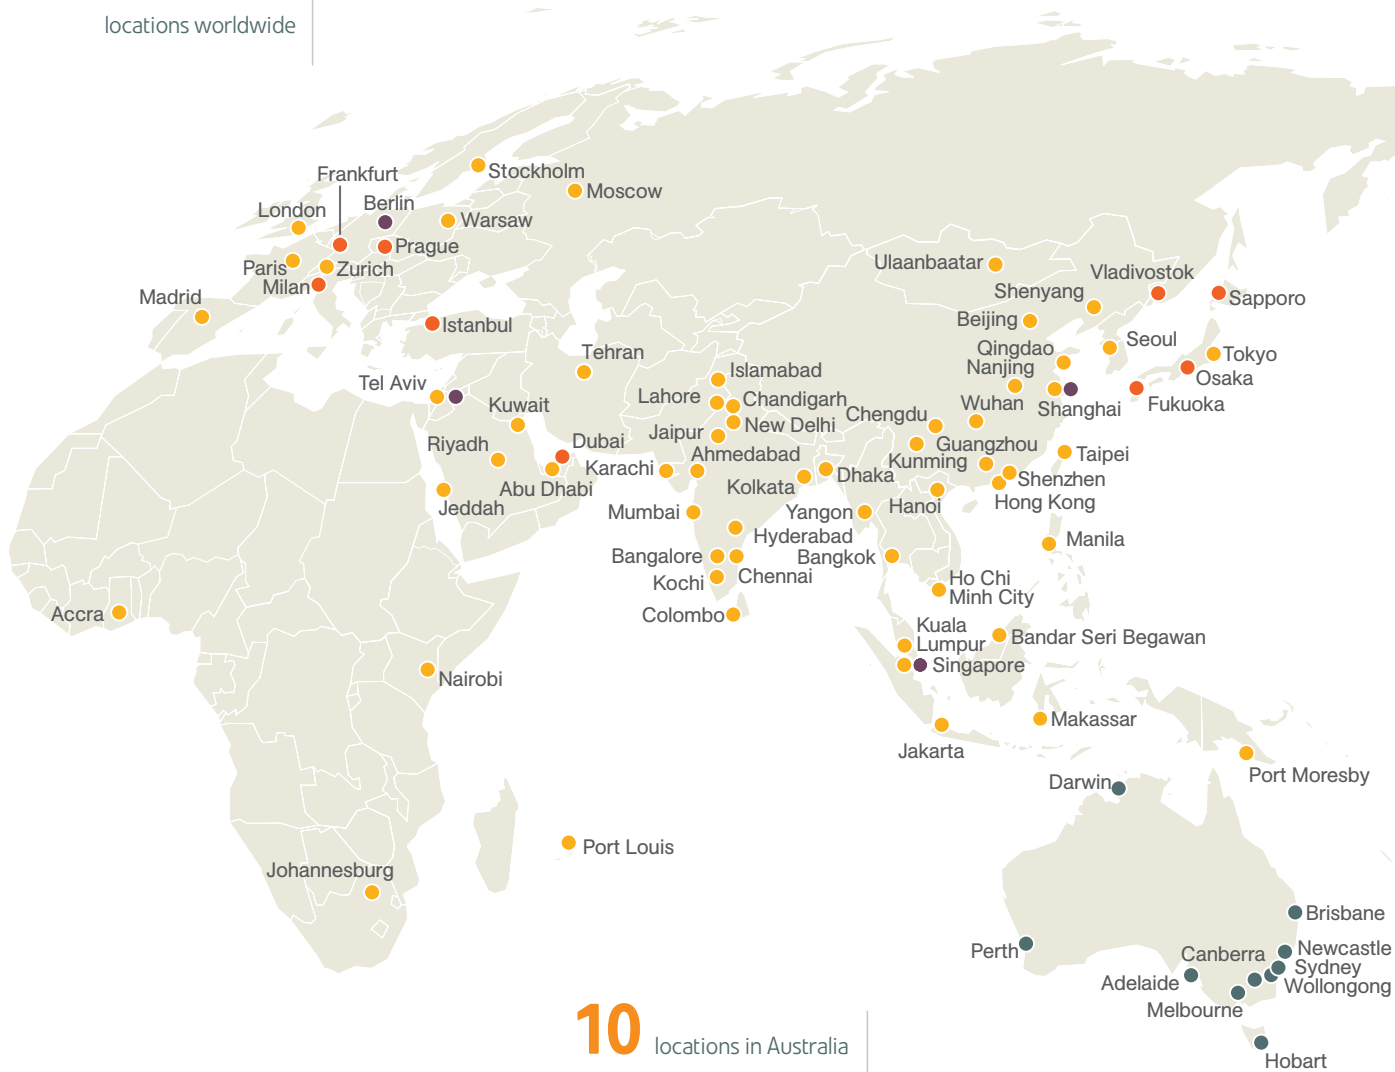 locations worldwide
Stockholm
Frankfurt
Moscow
Berlin
London
Warsaw
Prague
Paris
Zurich
Milan
Madrid
Istanbul
Ulaanbaatar
Vladivostok
Shenyang
Sapporo
Beijing
Seoul
Qingdao
Tokyo
Nanjing
Osaka
Tehran
Islamabad
Tel Aviv
Lahore
Chandigarh
Kuwait
Wuhan
Shanghai
Fukuoka
Chengdu
New Delhi
Jaipur
Riyadh
Dubai
Guangzhou
Ahmedabad
Taipei
Kunming
Karachi
Dhaka
Shenzhen
Abu Dhabi
Kolkata
Hong Kong
Jeddah
Hanoi
Mumbai
Yangon
Hyderabad
Manila
Bangalore
Bangkok
Chennai
Kochi
Ho Chi
Minh City
Accra
Colombo
Kuala
Lumpur
Bandar Seri Begawan
Singapore
Nairobi
Makassar
Jakarta
Port Moresby
Darwin
Port Louis
Johannesburg
Brisbane
Perth
Newcastle
Canberra
Sydney
Adelaide
Wollongong
Melbourne
10 locations in Australia
Hobart